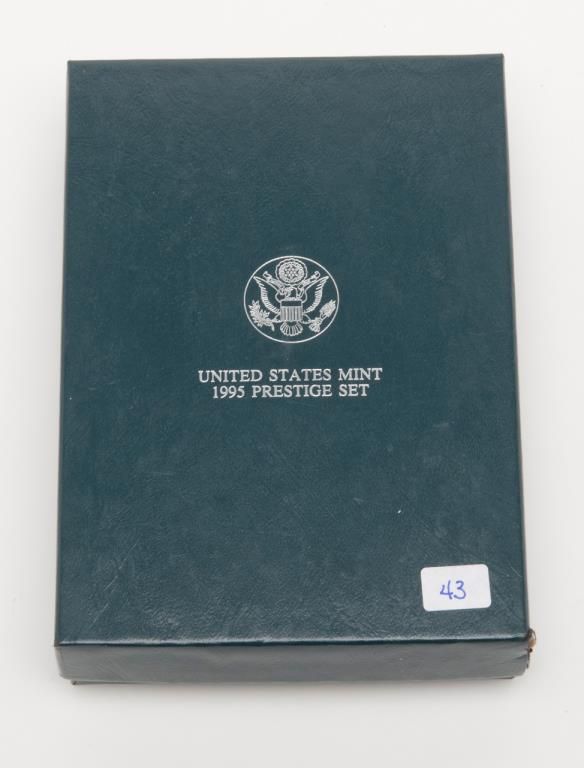 UNITED STATES MINT
1995 PRESTIGE SET
43